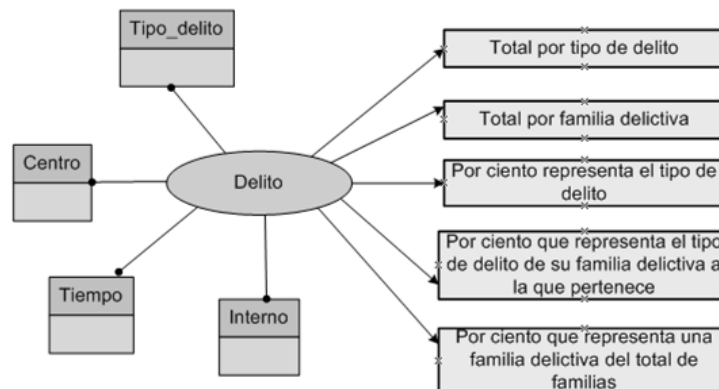 Tipo_delito
Total por tipo de delito
Total por familia delictiva
Centro
Delito
Por ciento representa el tipo de
delito
Por ciento que representa el tipo
de delito de su familia delictiva a
la que pertenece
Tiempo
Interno
Por ciento que representa una
familia delictiva del total de
familias